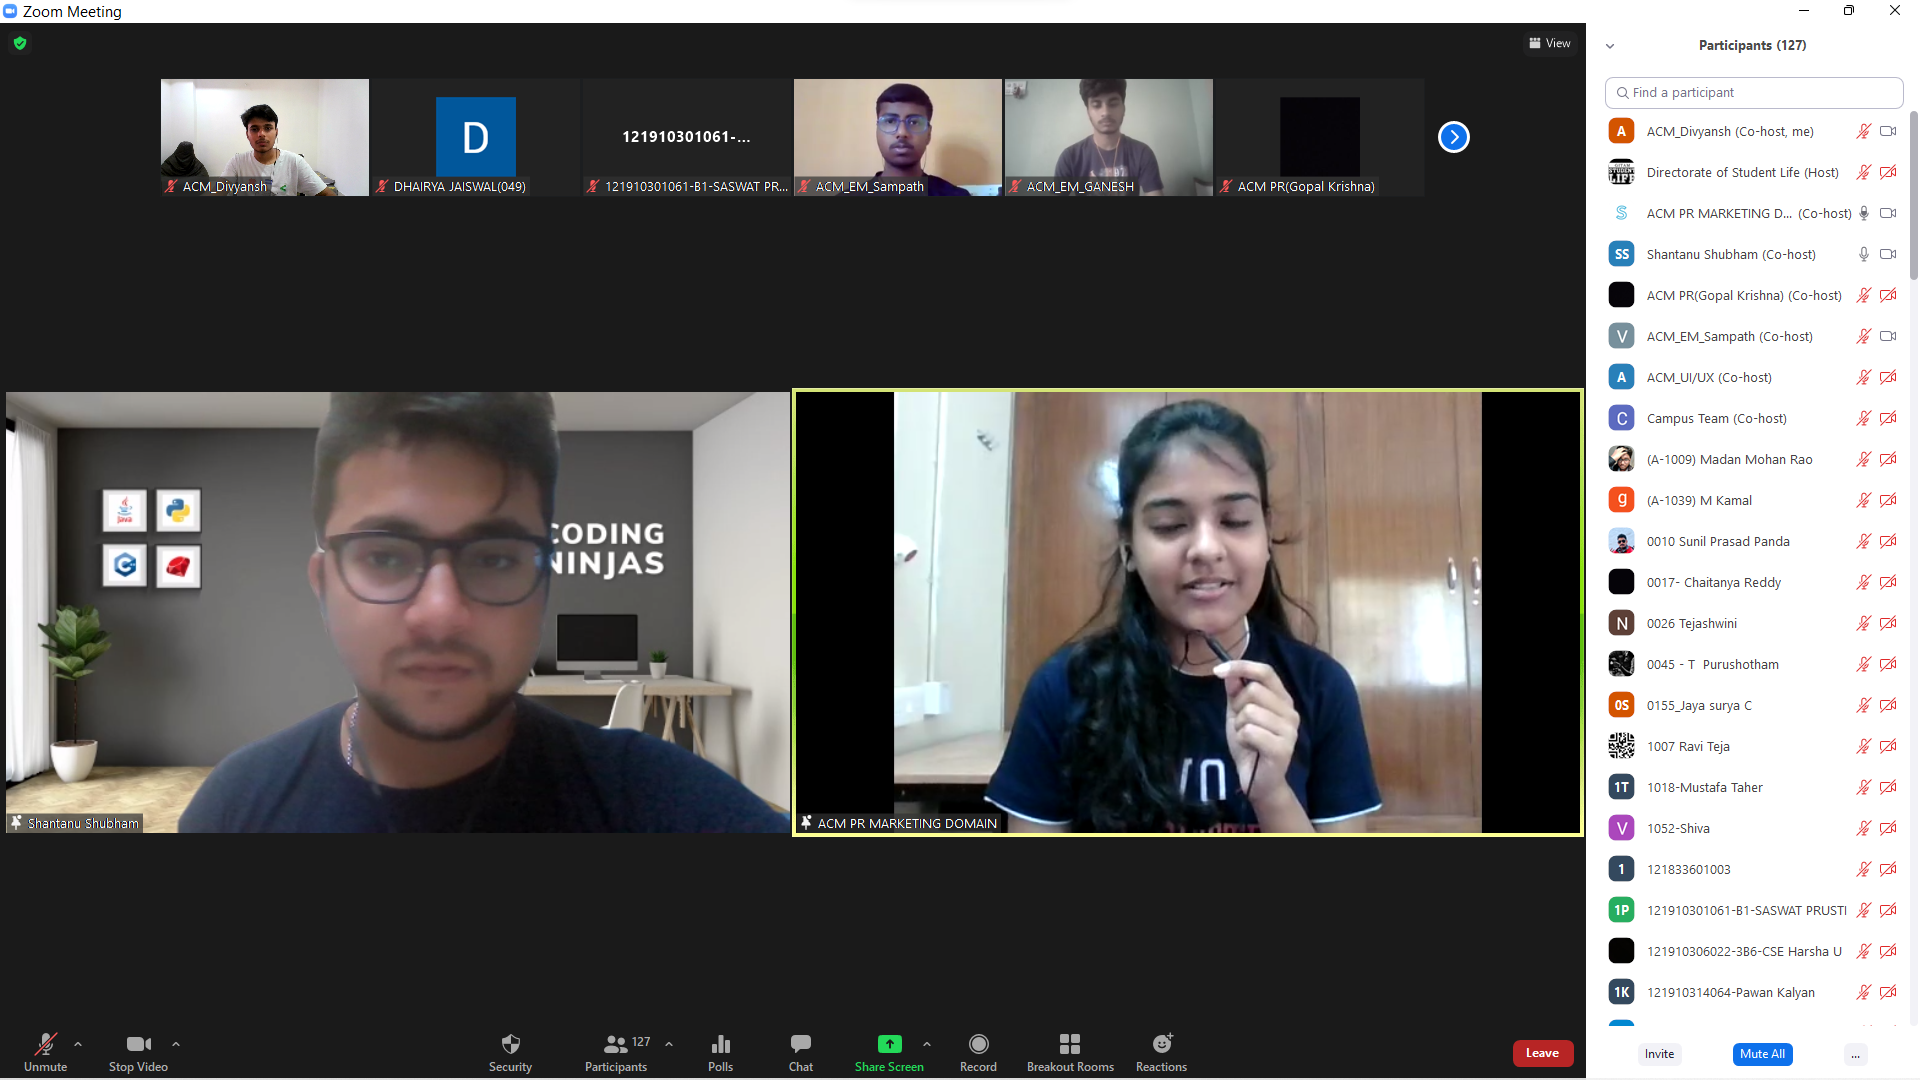 Zoom Meeting
View
ACM_Divyansh
D
DHAIRYA JAISWAL(049)
121910301061-...
121910301061-B1-SASWAT PR...
ACM_EM_Sampath
ACM_EM_GANESH
ACM PR(Gopal Krishna)
Java
C++
CODING
NINJAS
Shantanu Shubham
ACM PR MARKETING DOMAIN
Participants (127)
Find a participant
A ACM_Divyansh (Co-host, me)
STUDENT LIFE Directorate of Student Life (Host)
S ACM PR MARKETING D... (Co-host)
SS Shantanu Shubham (Co-host)
ACM PR(Gopal Krishna) (Co-host)
V ACM_EM_Sampath (Co-host)
A ACM_UI/UX (Co-host)
C Campus Team (Co-host)
(A-1009) Madan Mohan Rao
g (A-1039) M Kamal
0010 Sunil Prasad Panda
0017- Chaitanya Reddy
N 0026 Tejashwini
0045 - T Purushotham
0S 0155_Jaya surya C
1007 Ravi Teja
1T 1018-Mustafa Taher
V 1052-Shiva
1 121833601003
1P 121910301061-B1-SASWAT PRUSTI
121910306022-3B6-CSE Harsha U
1K 121910314064-Pawan Kalyan
Unmute
Stop Video
Security
Participants 127
Polls
Chat
Share Screen
Record
Breakout Rooms
Reactions
Leave
Invite
Mute All
...